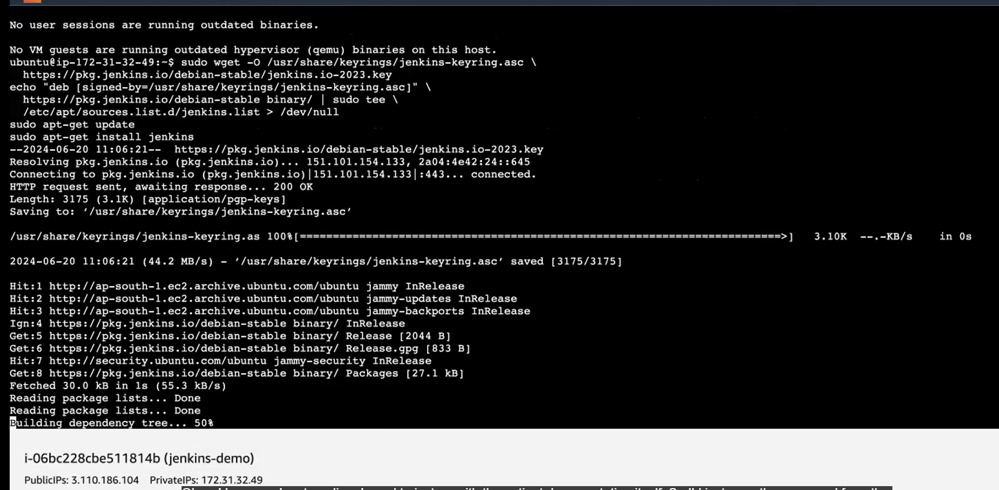 No user sessions are running outdated binaries.
No VM guests are running outdated hypervisor (qemu) binaries on this host.
ubuntu@ip-172-31-32-49:~$ sudo wget -O /usr/share/keyrings/jenkins-keyring.asc \
https://pkg.jenkins.io/debian-stable/jenkins.io-2023.key
echo "deb [signed-by=/usr/share/keyrings/jenkins-keyring.asc]" \
https://pkg.jenkins.io/debian-stable binary/ | sudo tee \
/etc/apt/sources.list.d/jenkins.list > /dev/null
sudo apt-get update
sudo apt-get install jenkins
--2024-06-20 11:06:21--  https://pkg.jenkins.io/debian-stable/jenkins.io-2023.key
Resolving pkg.jenkins.io (pkg.jenkins.io)... 151.101.154.133, 2a04:4e42:24::645
Connecting to pkg.jenkins.io (pkg.jenkins.io)|151.101.154.133|:443... connected.
HTTP request sent, awaiting response... 200 OK
Length: 3175 (3.1K) [application/pgp-keys]
Saving to: ‘/usr/share/keyrings/jenkins-keyring.asc’
/usr/share/keyrings/jenkins-keyring.as 100%[=========================================================================>]   3.10K  --.-KB/s    in 0s
2024-06-20 11:06:21 (44.2 MB/s) - ‘/usr/share/keyrings/jenkins-keyring.asc’ saved [3175/3175]
Hit:1 http://ap-south-1.ec2.archive.ubuntu.com/ubuntu jammy InRelease
Hit:2 http://ap-south-1.ec2.archive.ubuntu.com/ubuntu jammy-updates InRelease
Hit:3 http://ap-south-1.ec2.archive.ubuntu.com/ubuntu jammy-backports InRelease
Ign:4 https://pkg.jenkins.io/debian-stable binary/ InRelease
Get:5 https://pkg.jenkins.io/debian-stable binary/ Release [2044 B]
Get:6 https://pkg.jenkins.io/debian-stable binary/ Release.gpg [833 B]
Hit:7 http://security.ubuntu.com/ubuntu jammy-security InRelease
Get:8 https://pkg.jenkins.io/debian-stable binary/ Packages [27.1 kB]
Fetched 30.0 kB in 1s (55.3 kB/s)
Reading package lists... Done
Reading package lists... Done
Building dependency tree... 50%
i-06bc228cbe511814b (jenkins-demo)
PublicIPs: 3.110.186.104 PrivateIPs: 172.31.32.49